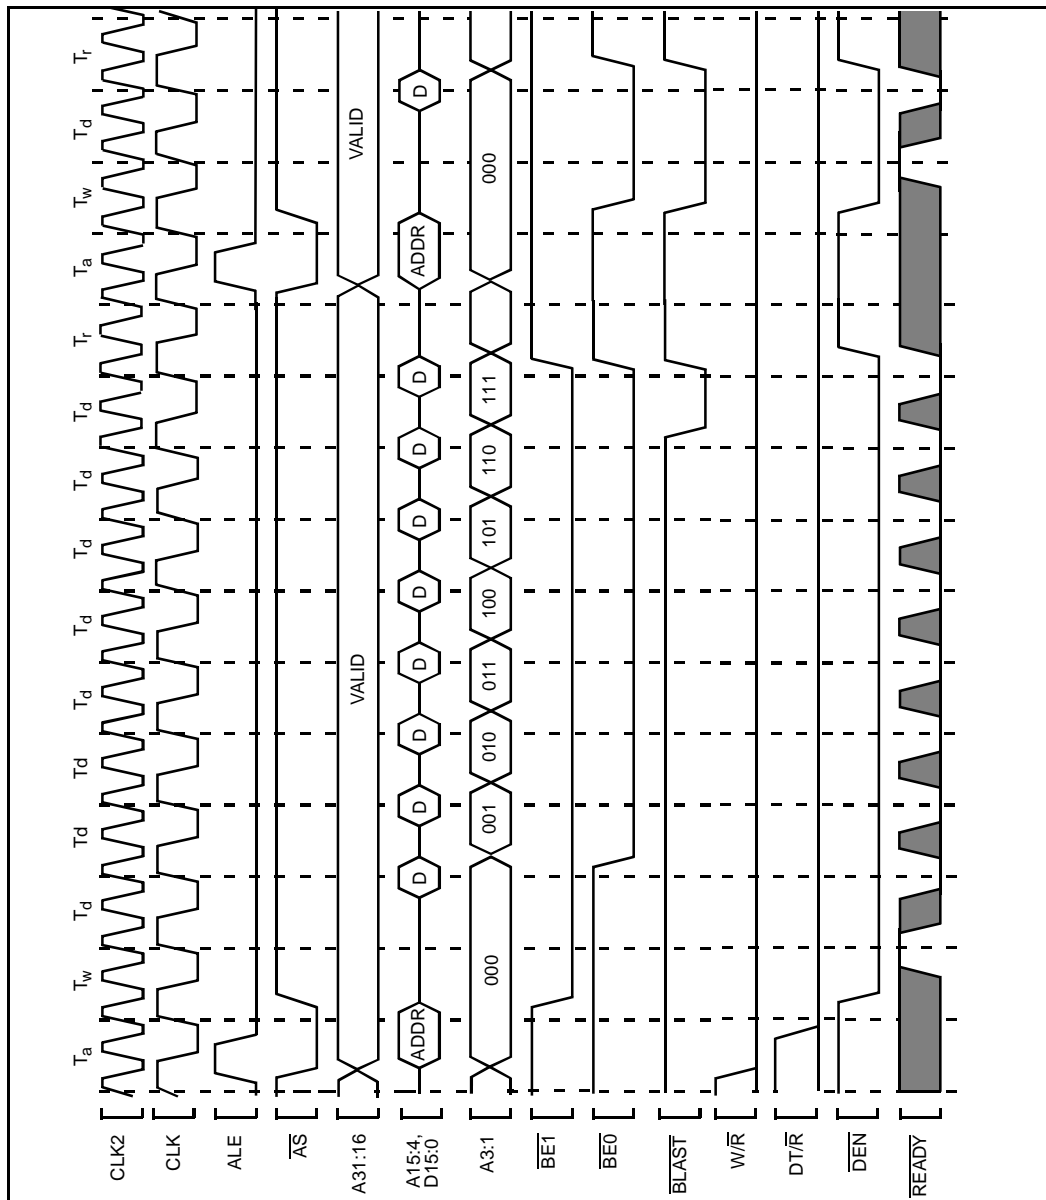 Ta Tw Td Td Td Td Td Td Td Td Tr Ta Tw Td Tr
CLK2
CLK
ALE
AS
A31:16 VALID VALID
A15:4, D15:0 ADDR D D D D D D D D ADDR D
A3:1 000 001 010 011 100 101 110 111 000
BE1
BE0
BLAST
W/R
DT/R
DEN
READY